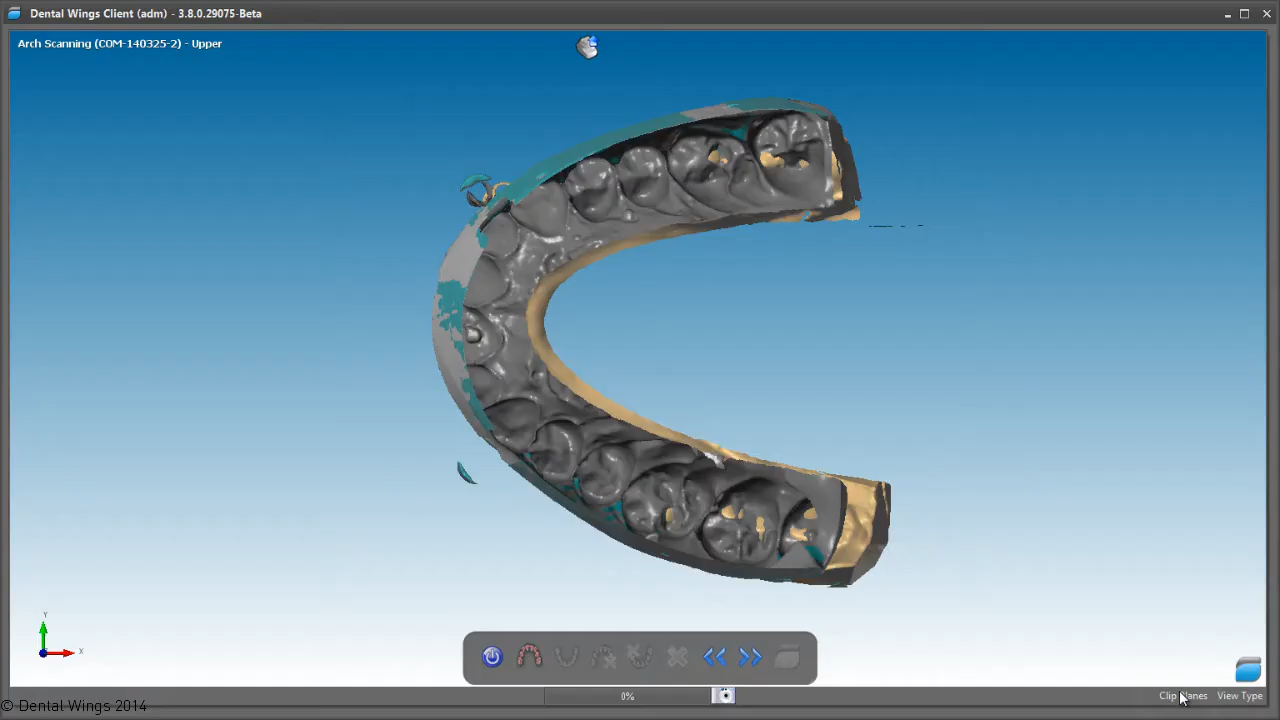 Dental Wings Client (adm) - 3.8.0.29075-Beta
Arch Scanning (COM-140325-2) - Upper
Y
X
0%
Clip Planes View Type
© Dental Wings 2014